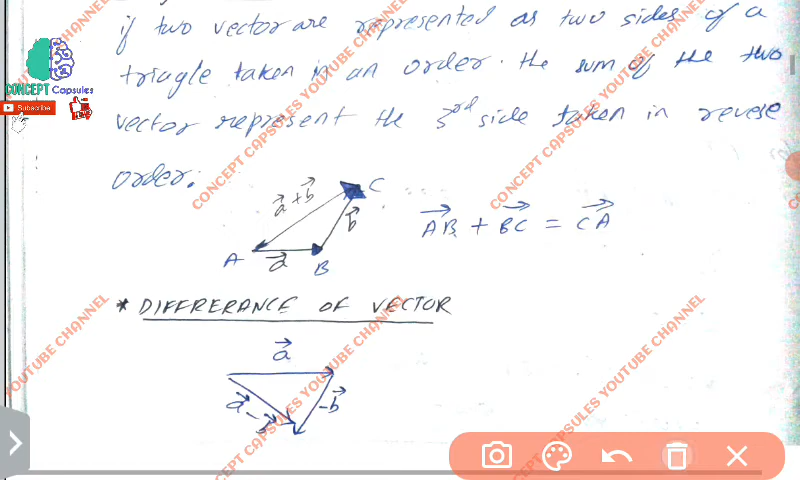 if two vector are represented as two sides of a
triagle taken in an order. the sum of the two
vector represent the 3rd side taken in reverse
order.
CONCEPT Capsules
Subscribe
a⃗ + b⃗
C
b⃗
A
a⃗
B
AB⃗ + BC⃗ = CA⃗
* DIFFRERANCE OF VECTOR
a⃗
a⃗ - b⃗
-b⃗
CONCEPT CAPSULES YOUTUBE CHANNEL